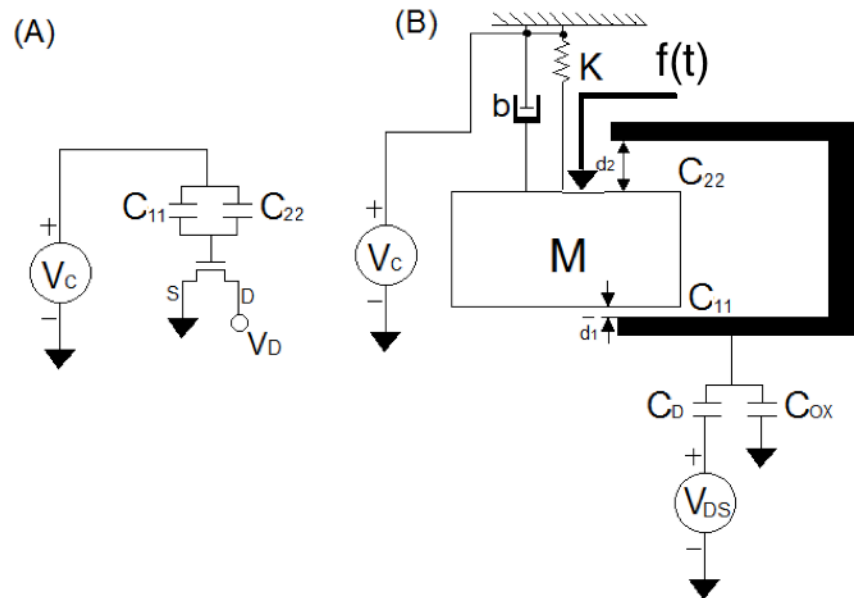 (A)
C11
C22
+
VC
−
S
D
VD
(B)
K
f(t)
b
d2
C22
+
VC
−
M
C11
d1
CD
COX
+
VDS
−